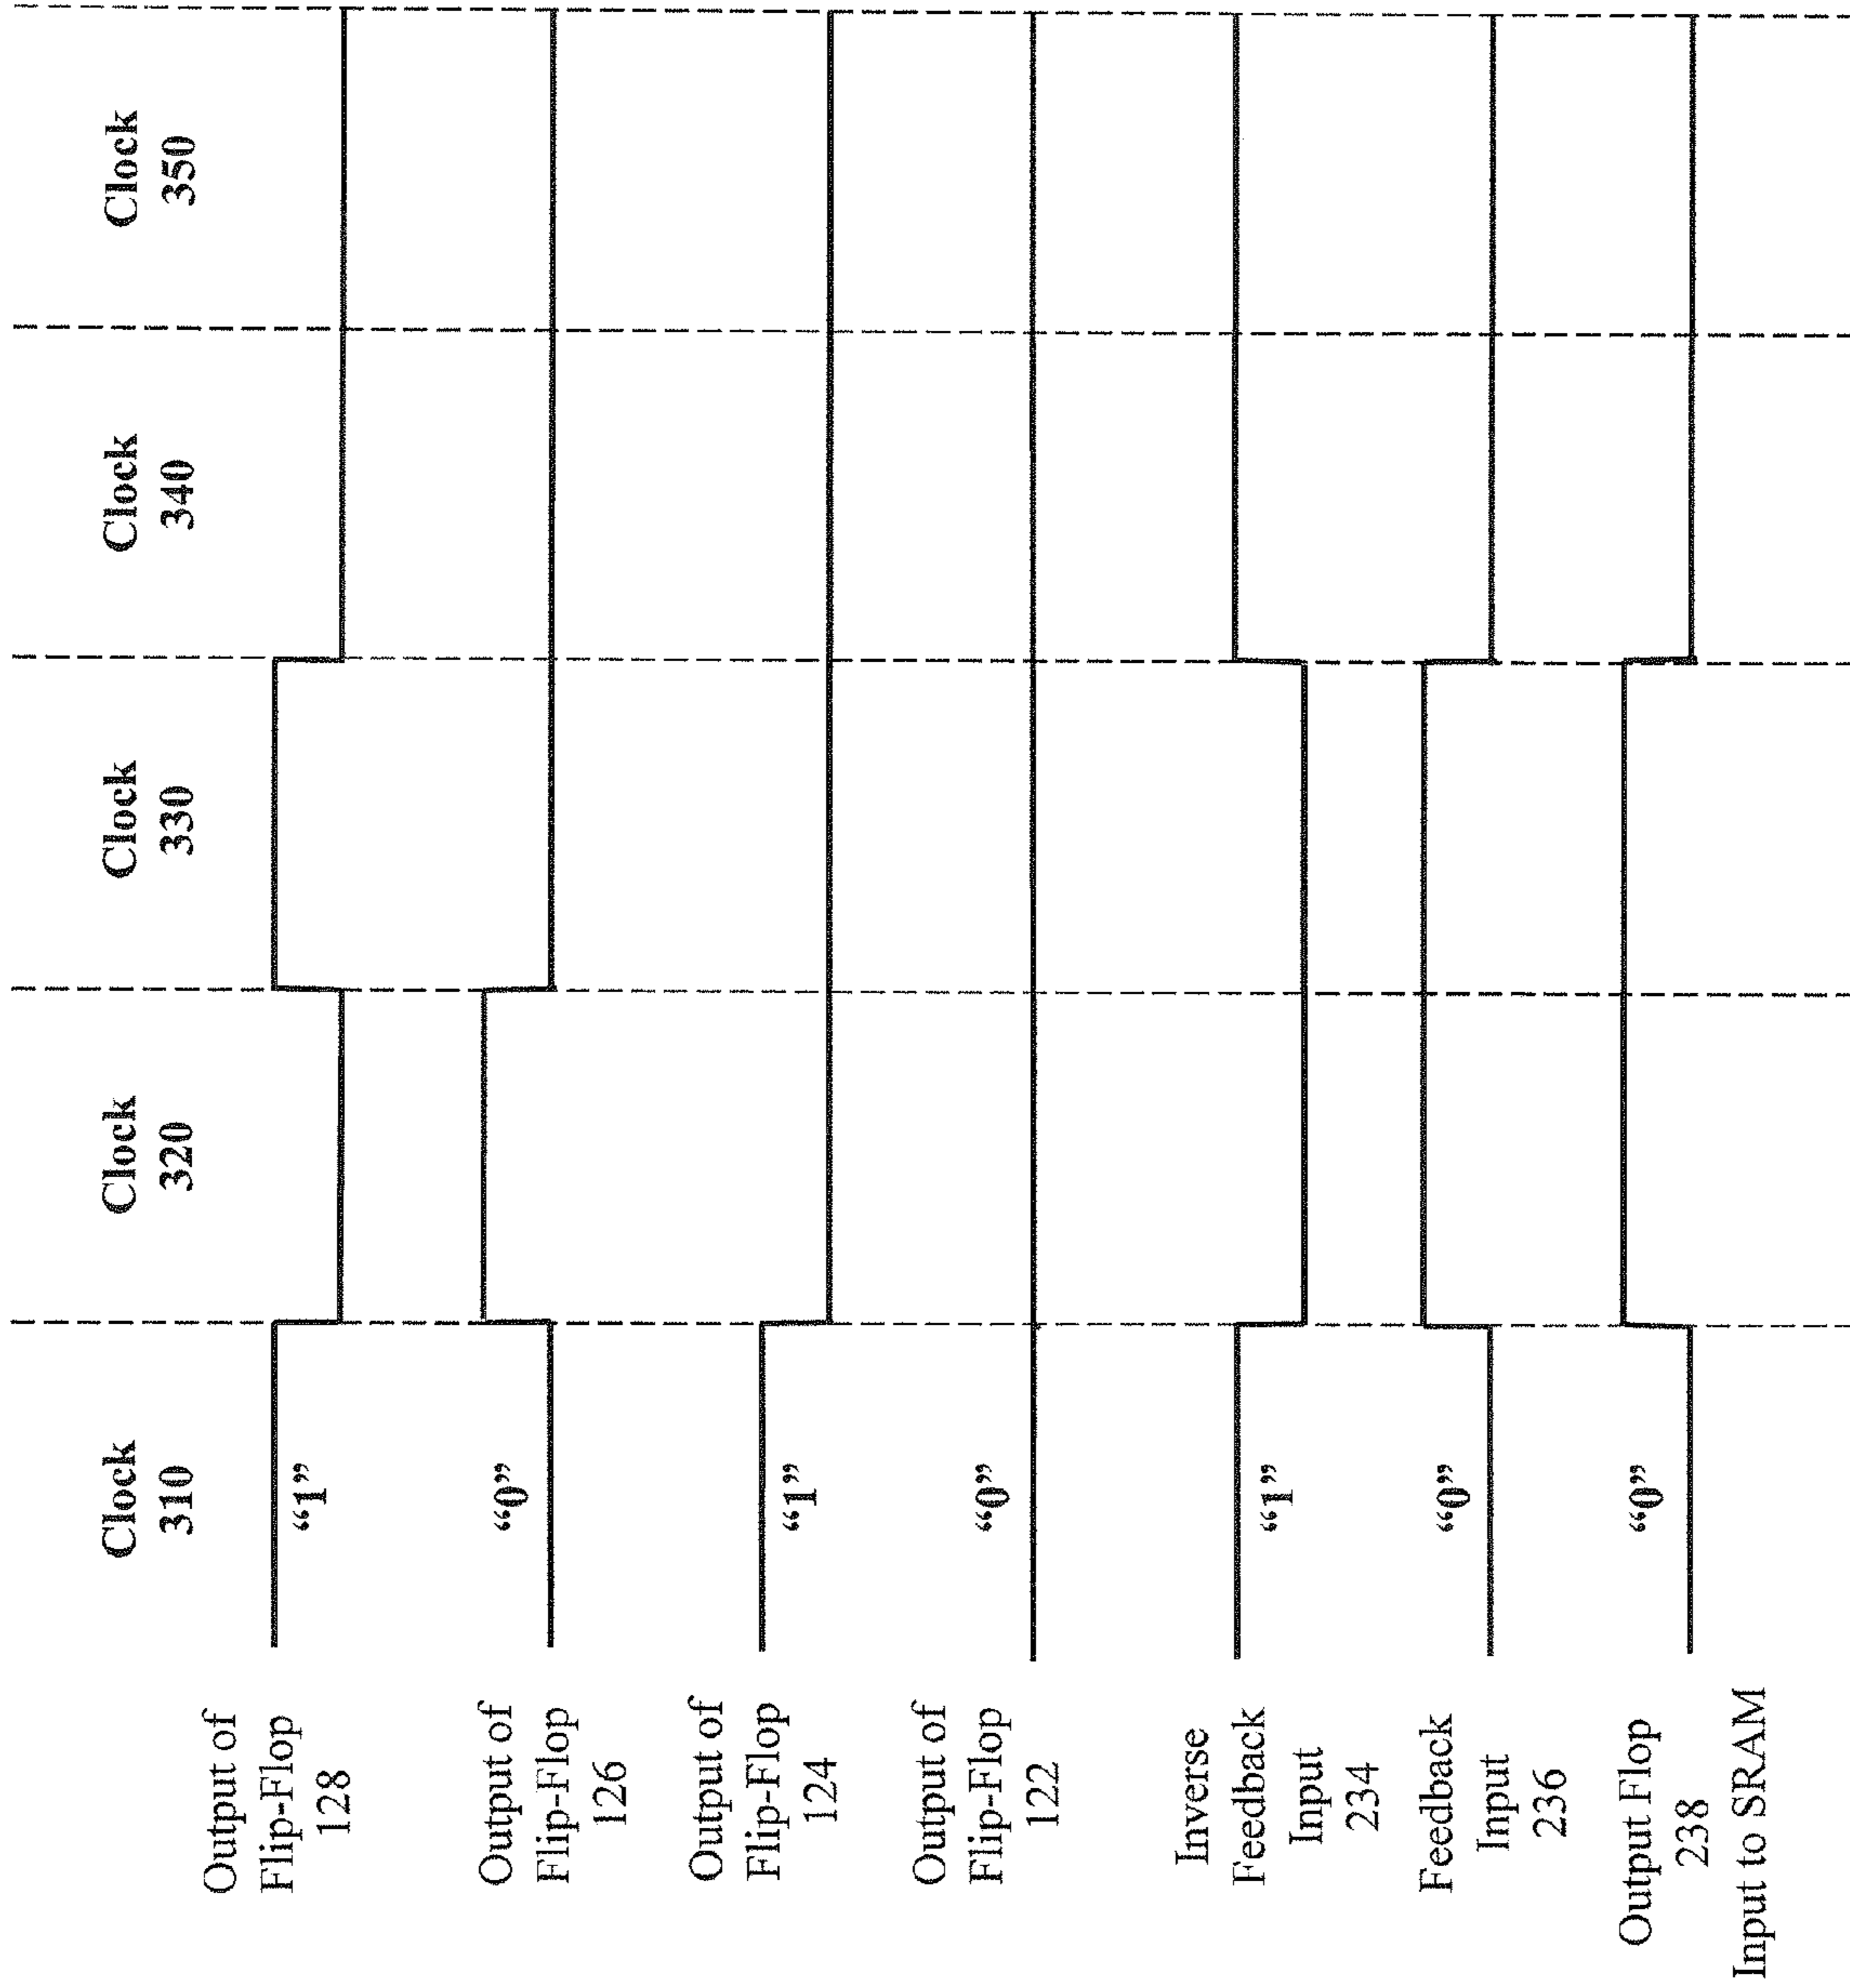 Clock
310
Clock
320
Clock
330
Clock
340
Clock
350
Output of
Flip-Flop
128
“1”
Output of
Flip-Flop
126
“0”
Output of
Flip-Flop
124
“1”
Output of
Flip-Flop
122
“0”
Inverse
Feedback
Input
234
“1”
Feedback
Input
236
“0”
Output Flop
238
Input to SRAM
“0”